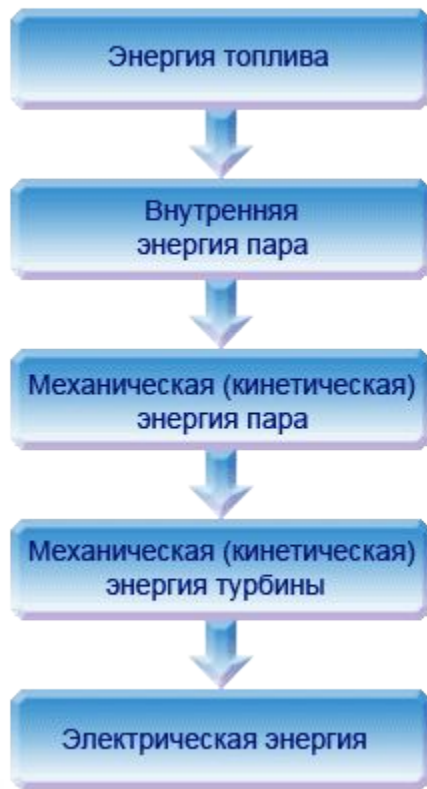 Энергия топлива
Внутренняя
энергия пара
Механическая (кинетическая)
энергия пара
Механическая (кинетическая)
энергия турбины
Электрическая энергия